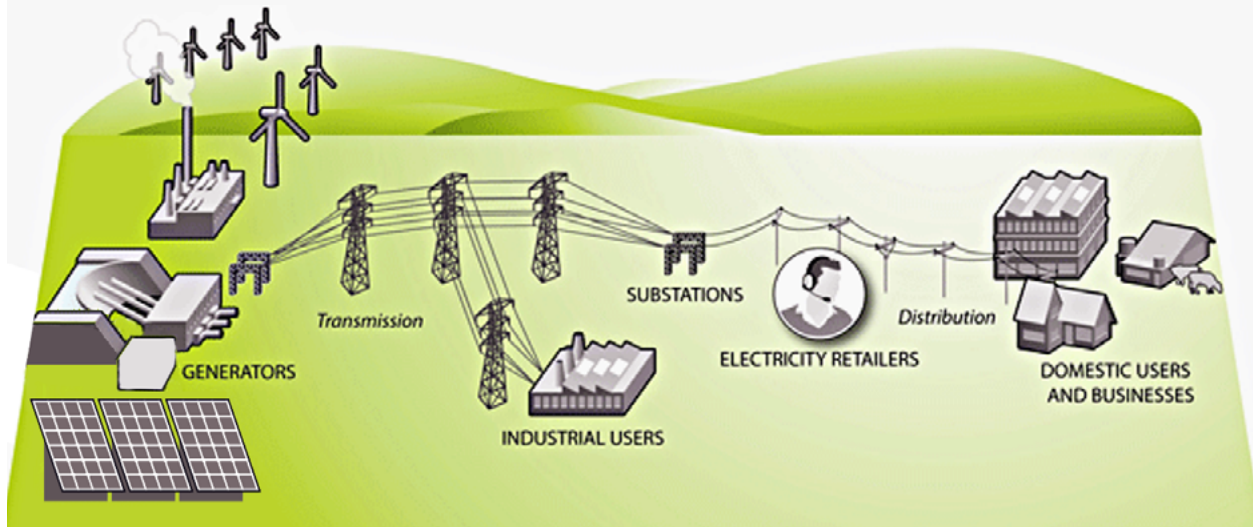 Transmission
GENERATORS
INDUSTRIAL USERS
SUBSTATIONS
ELECTRICITY RETAILERS
Distribution
DOMESTIC USERS
AND BUSINESSES